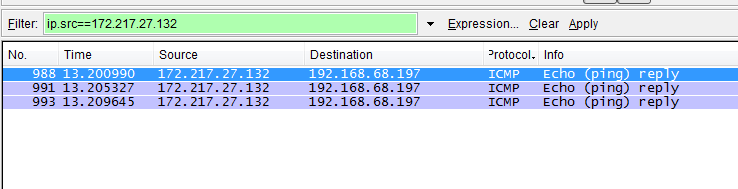 Filter: ip.src==172.217.27.132 Expression... Clear Apply
No. Time Source Destination Protocol. Info
988 13.200990 172.217.27.132 192.168.68.197 ICMP Echo (ping) reply
991 13.205327 172.217.27.132 192.168.68.197 ICMP Echo (ping) reply
993 13.209645 172.217.27.132 192.168.68.197 ICMP Echo (ping) reply